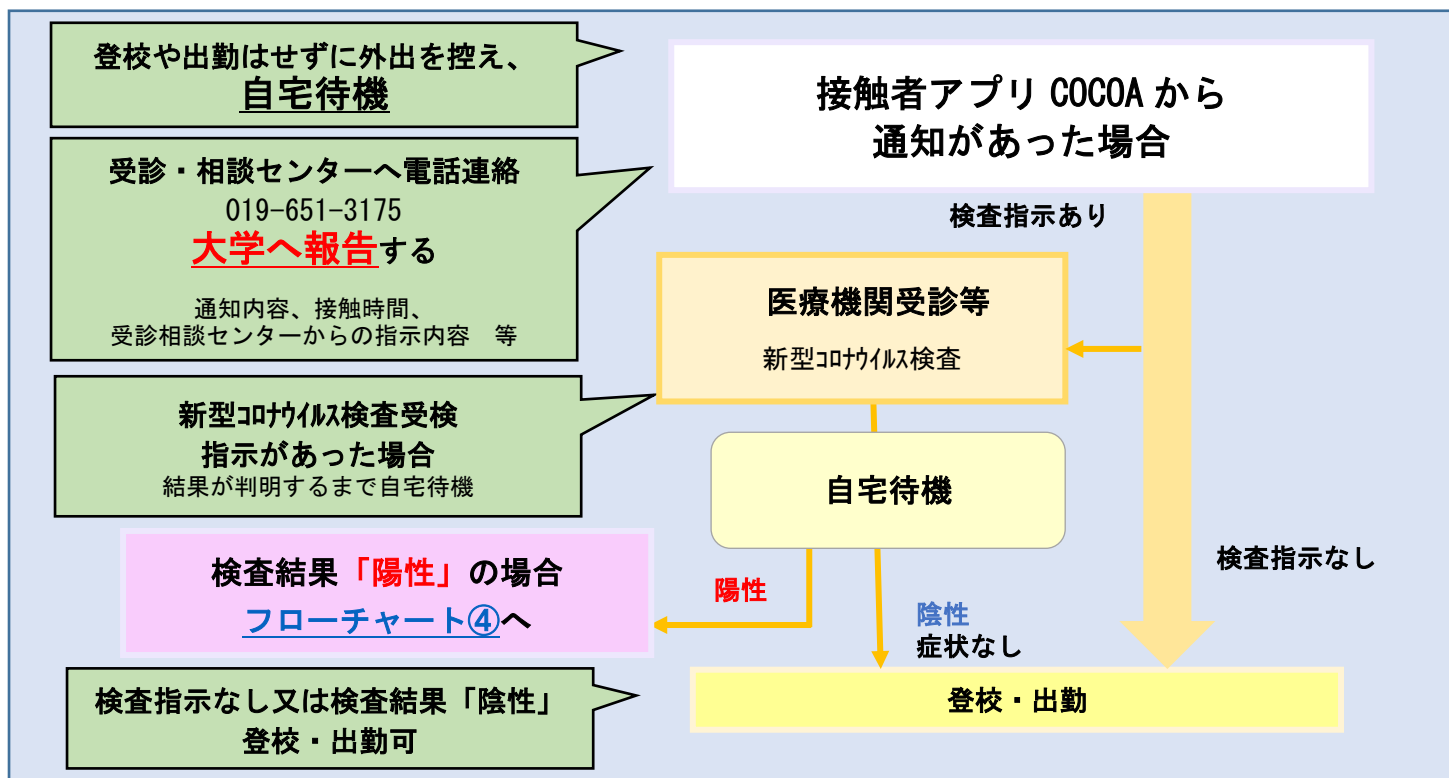 登校や出勤はせずに外出を控え、
自宅待機
接触者アプリ COCOA から
通知があった場合
受診・相談センターへ電話連絡
019-651-3175
大学へ報告する
通知内容、接触時間、
受診相談センターからの指示内容　等
検査指示あり
医療機関受診等
新型コロナウイルス検査
新型コロナウイルス検査受検
指示があった場合
結果が判明するまで自宅待機
自宅待機
検査指示なし
検査結果「陽性」の場合
フローチャート④へ
陽性
陰性
症状なし
検査指示なし又は検査結果「陰性」
登校・出勤可
登校・出勤